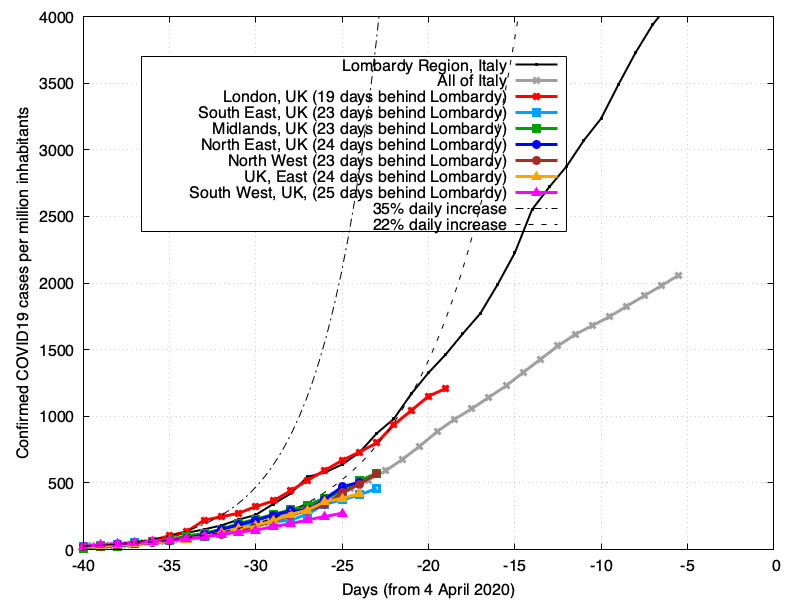 4000
3500
3000
2500
2000
1500
1000
500
0
Confirmed COVID19 cases per million inhabitants
Lombardy Region, Italy
All of Italy
London, UK (19 days behind Lombardy)
South East, UK (23 days behind Lombardy)
Midlands, UK (23 days behind Lombardy)
North East, UK (24 days behind Lombardy)
North West (23 days behind Lombardy)
UK, East (24 days behind Lombardy)
South West, UK, (25 days behind Lombardy)
35% daily increase
22% daily increase
-40 -35 -30 -25 -20 -15 -10 -5 0
Days (from 4 April 2020)